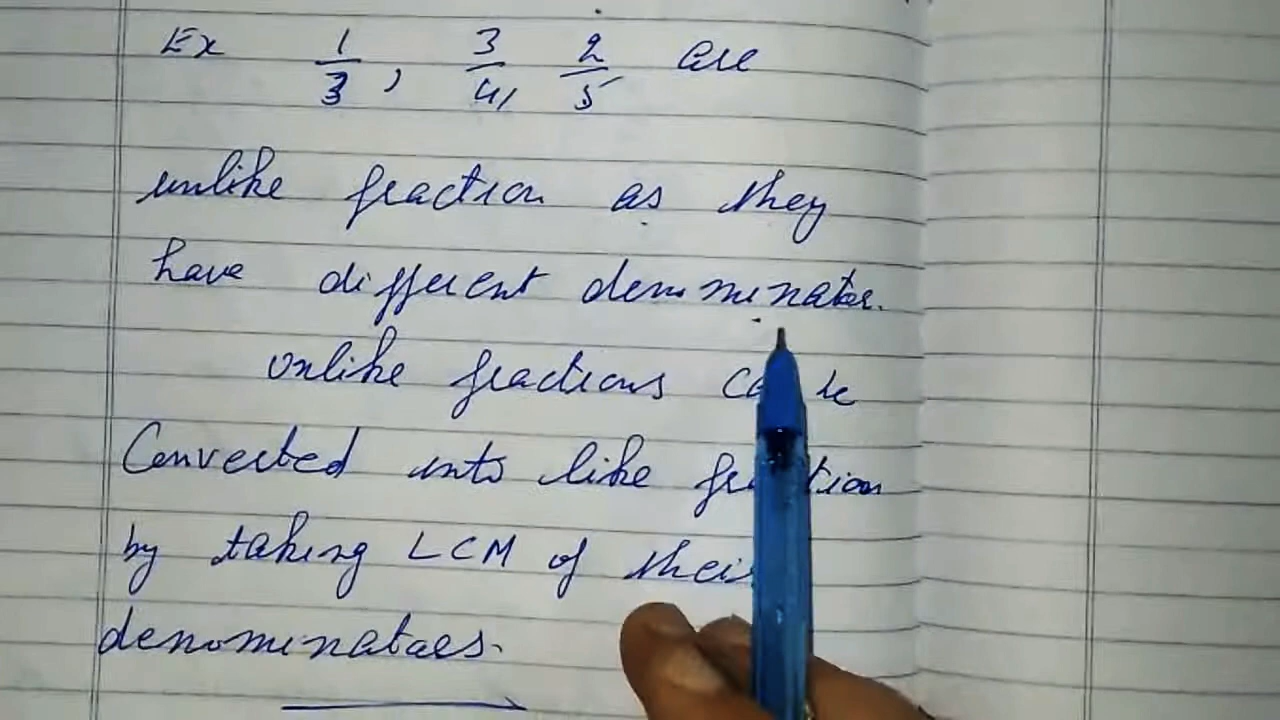 Ex 1/3, 3/4, 2/5 are
unlike fraction as they
have different denominator.
unlike fractions be
Converted into like fraction
by taking LCM of their
denominators.